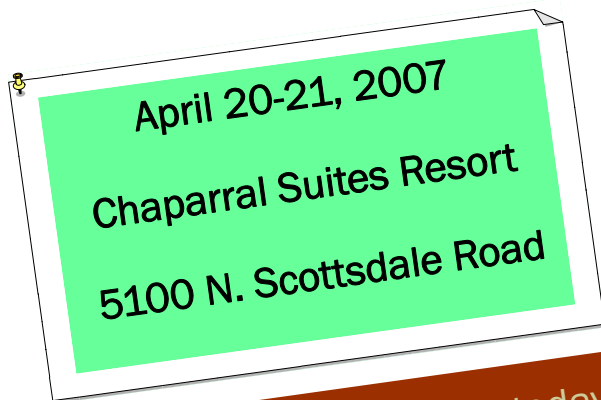 April 20-21, 2007
Chaparral Suites Resort
5100 N. Scottsdale Road